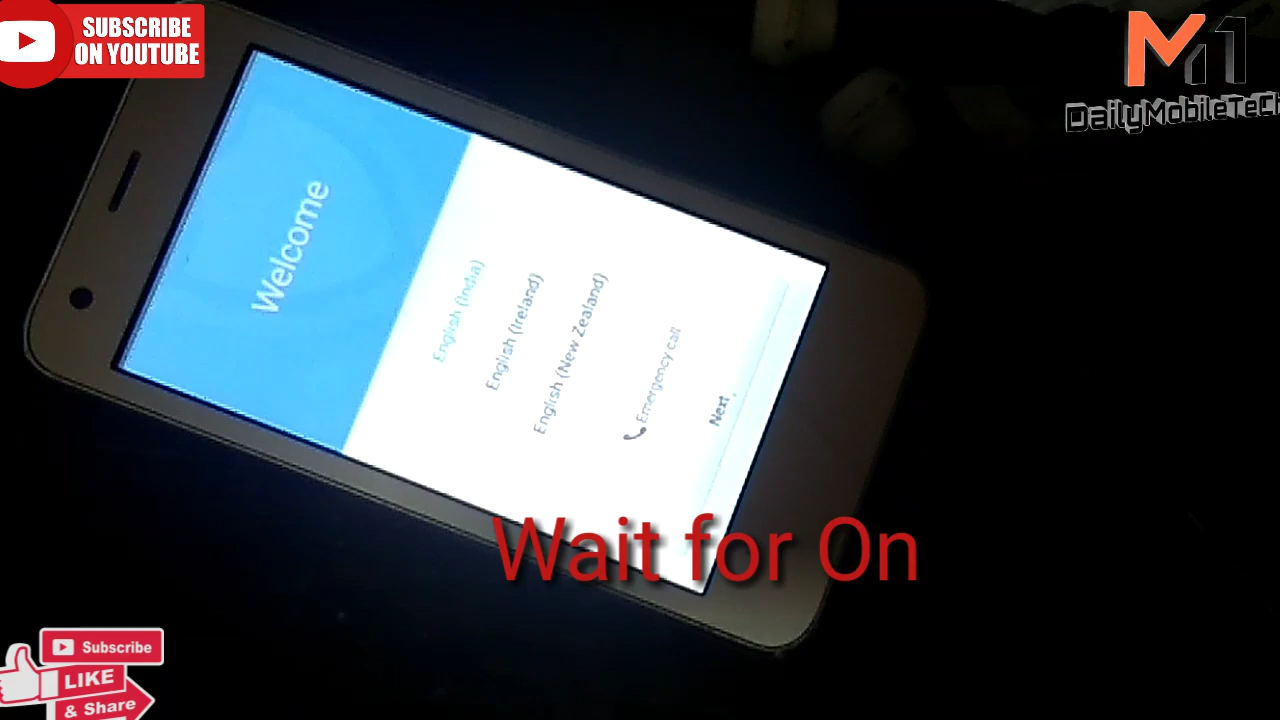 SUBSCRIBE
ON YOUTUBE
M1
DailyMobileTech
Welcome
English (India)
English (Ireland)
English (New Zealand)
Emergency call
Next
Wait for On
Subscribe
LIKE
& Share